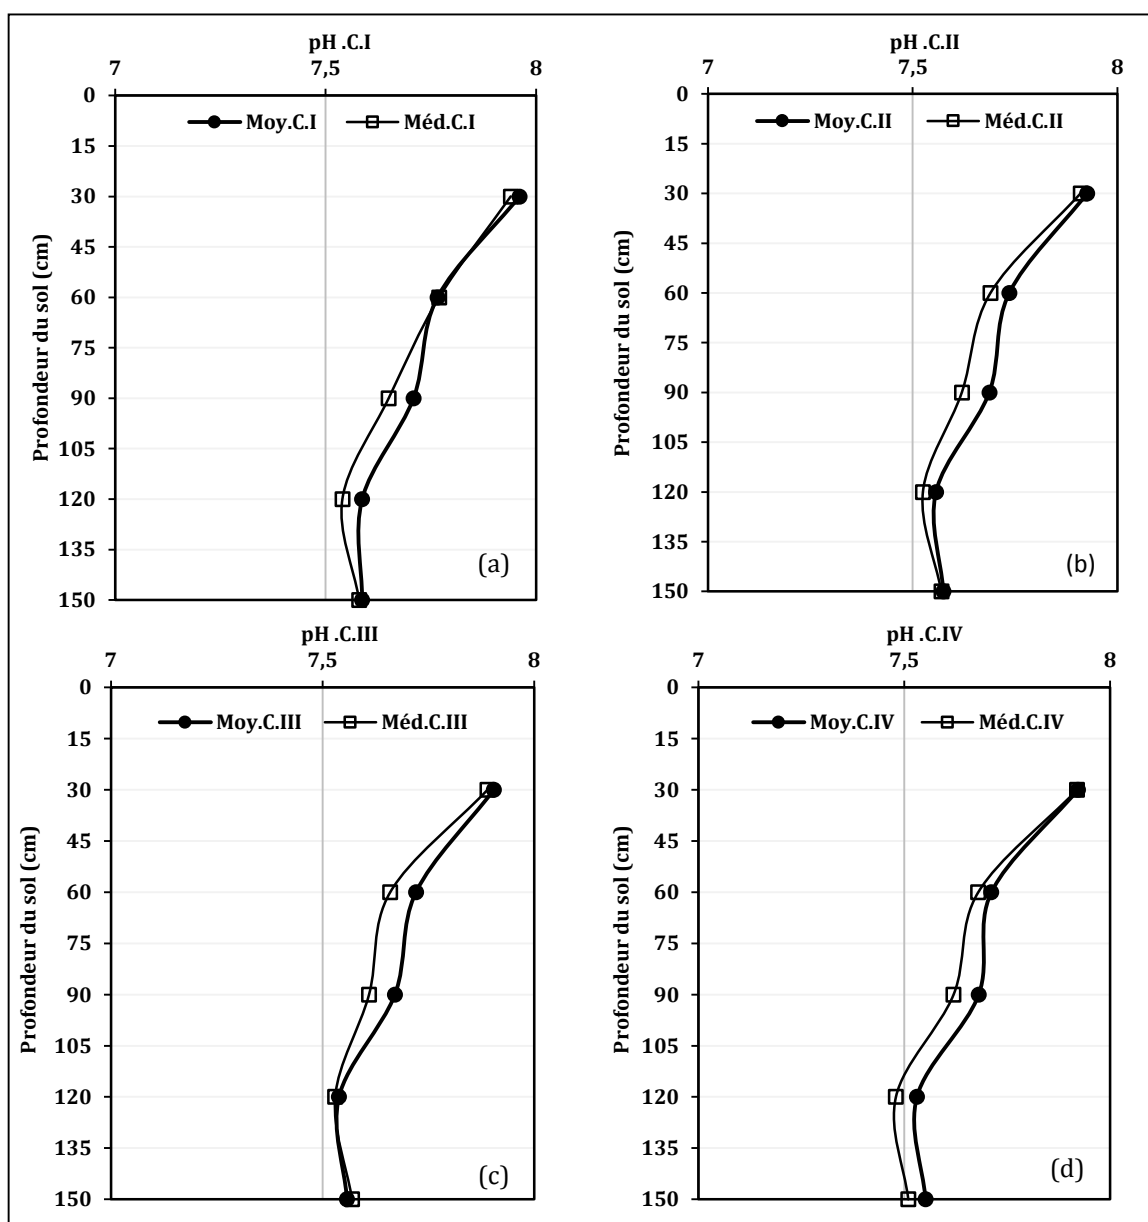 pH .C.I
7 7,5 8
Moy.C.I Méd.C.I
0
15
30
45
60
75
90
105
120
135
150
Profondeur du sol (cm)
(a)
pH .C.II
7 7,5 8
Moy.C.II Méd.C.II
0
15
30
45
60
75
90
105
120
135
150
Profondeur du sol (cm)
(b)
pH .C.III
7 7,5 8
Moy.C.III Méd.C.III
0
15
30
45
60
75
90
105
120
135
150
Profondeur du sol (cm)
(c)
pH .C.IV
7 7,5 8
Moy.C.IV Méd.C.IV
0
15
30
45
60
75
90
105
120
135
150
Profondeur du sol (cm)
(d)